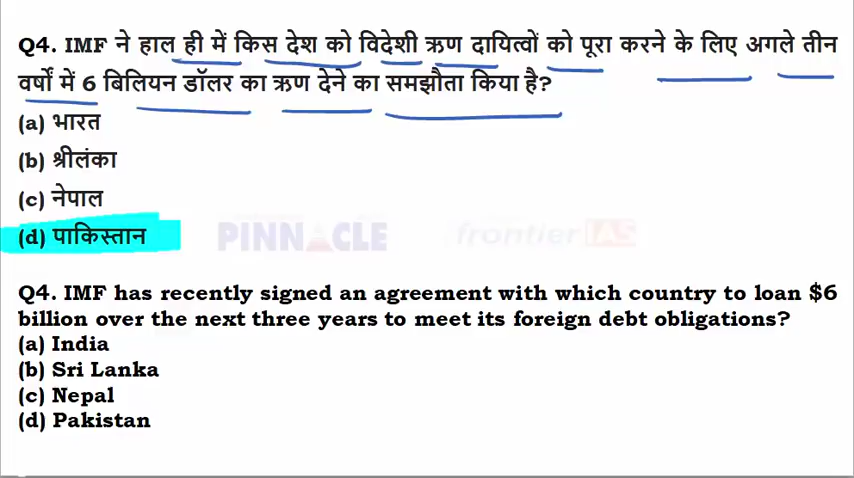 Q4. IMF ने हाल ही में किस देश को विदेशी ऋण दायित्वों को पूरा करने के लिए अगले तीन
वर्षों में 6 बिलियन डॉलर का ऋण देने का समझौता किया है?
(a) भारत
(b) श्रीलंका
(c) नेपाल
(d) पाकिस्तान
PINNACLE frontier IAS
Q4. IMF has recently signed an agreement with which country to loan $6
billion over the next three years to meet its foreign debt obligations?
(a) India
(b) Sri Lanka
(c) Nepal
(d) Pakistan